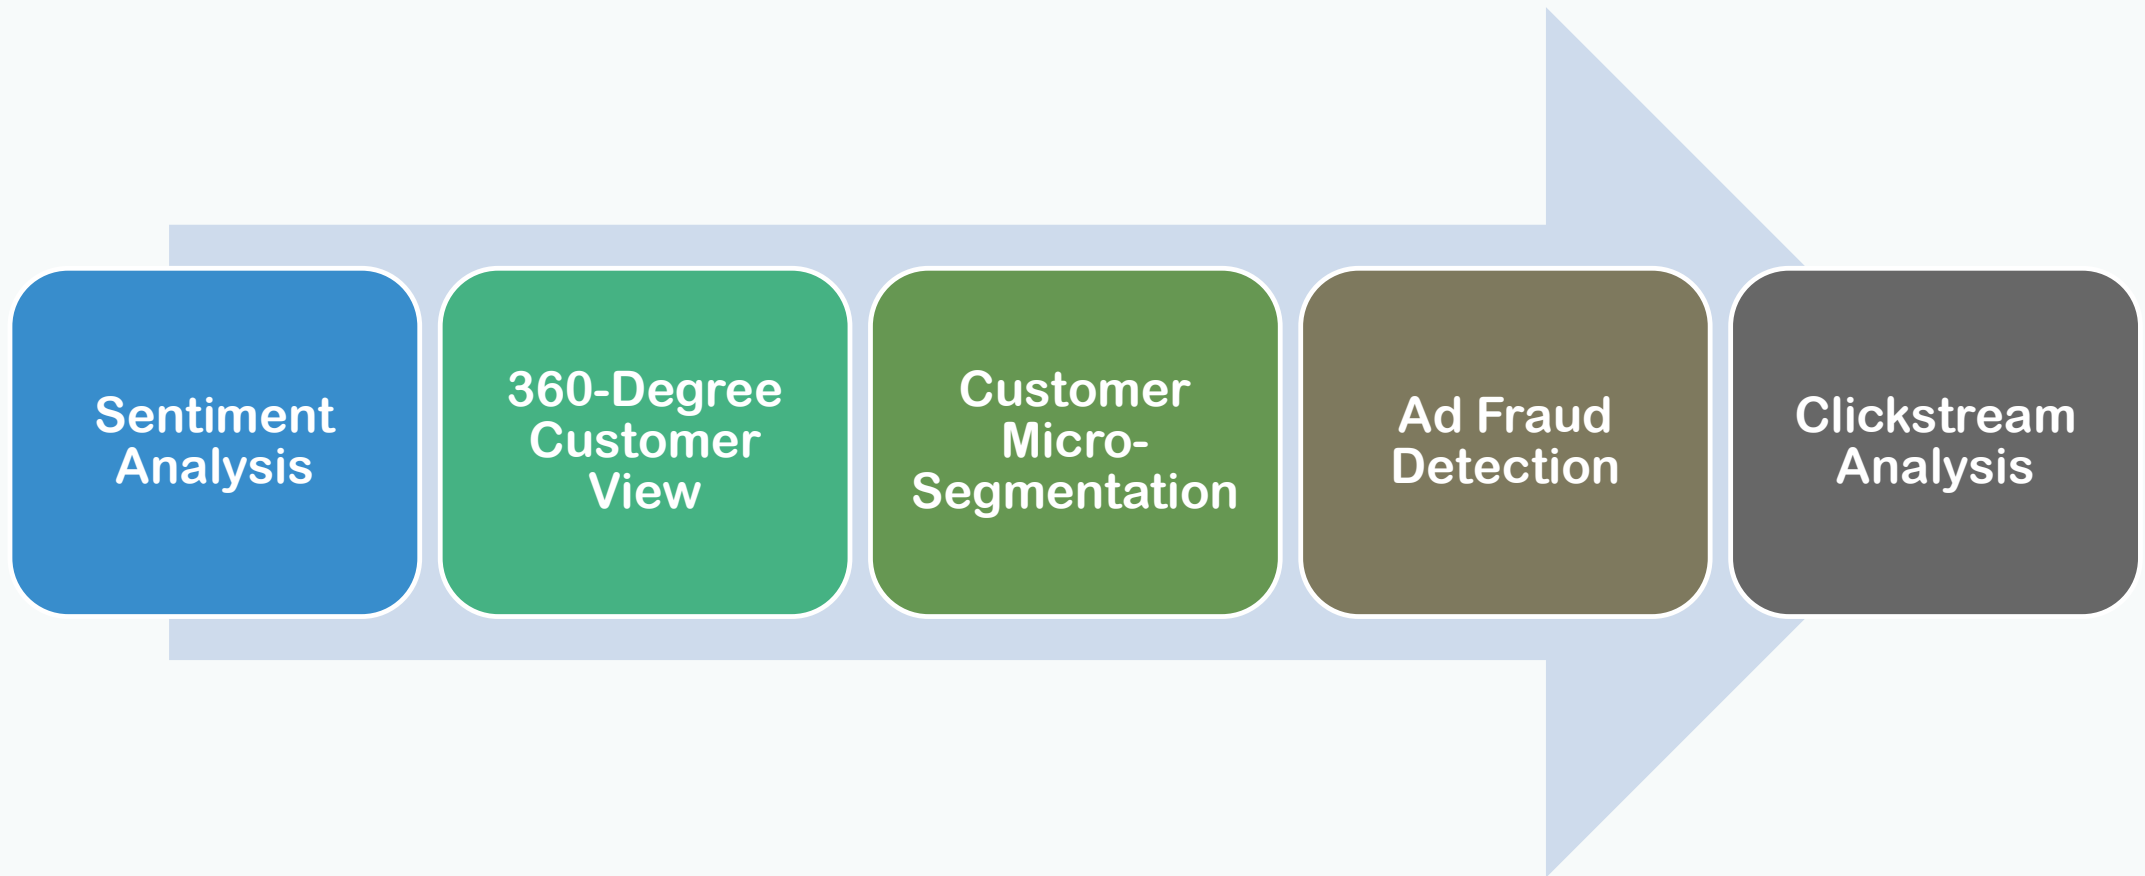 Sentiment
Analysis
360-Degree
Customer
View
Customer
Micro-
Segmentation
Ad Fraud
Detection
Clickstream
Analysis